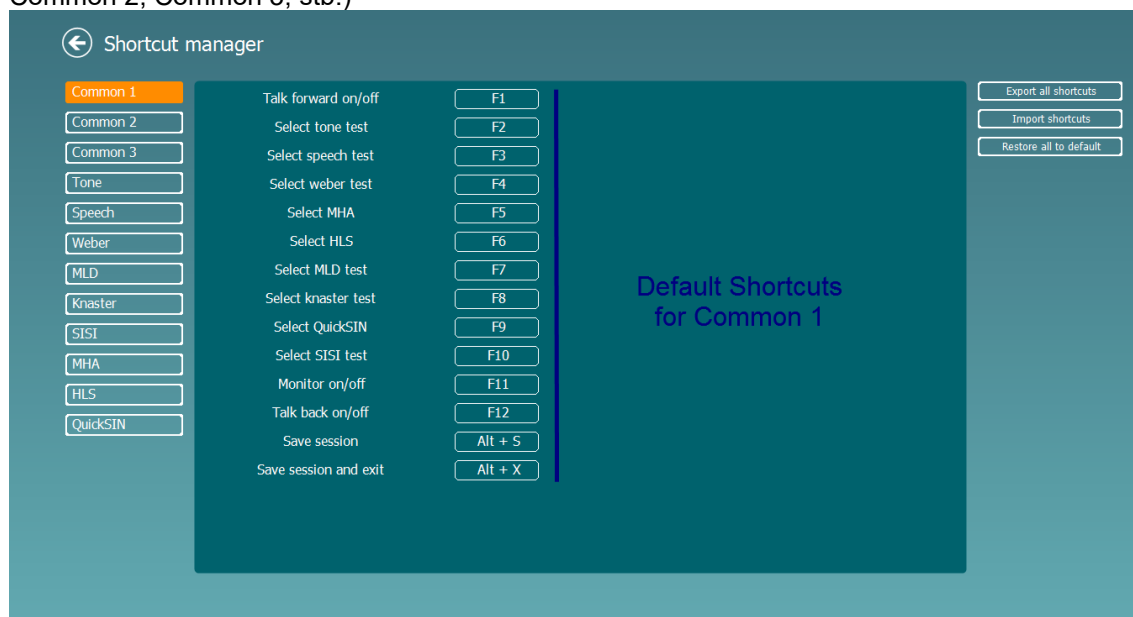 Common 2, Common 3, stb.)
Shortcut manager
Common 1
Common 2
Common 3
Tone
Speech
Weber
MLD
Knaster
SISI
MHA
HLS
QuickSIN
Talk forward on/off F1
Select tone test F2
Select speech test F3
Select weber test F4
Select MHA F5
Select HLS F6
Select MLD test F7
Select knaster test F8
Select QuickSIN F9
Select SISI test F10
Monitor on/off F11
Talk back on/off F12
Save session Alt + S
Save session and exit Alt + X
Default Shortcuts
for Common 1
Export all shortcuts
Import shortcuts
Restore all to default